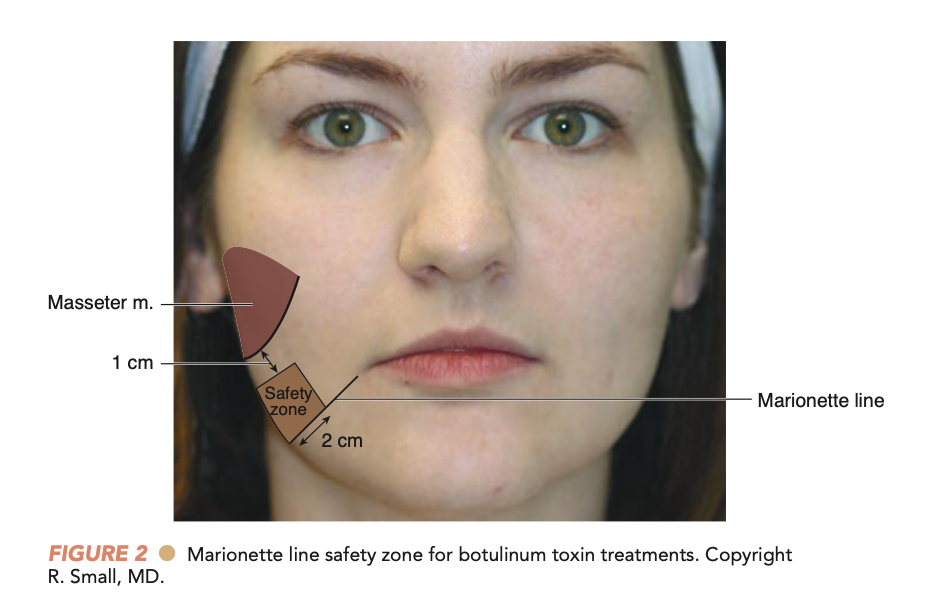 Masseter m.
1 cm
Safety
zone
Marionette line
2 cm
FIGURE 2 ● Marionette line safety zone for botulinum toxin treatments. Copyright
R. Small, MD.